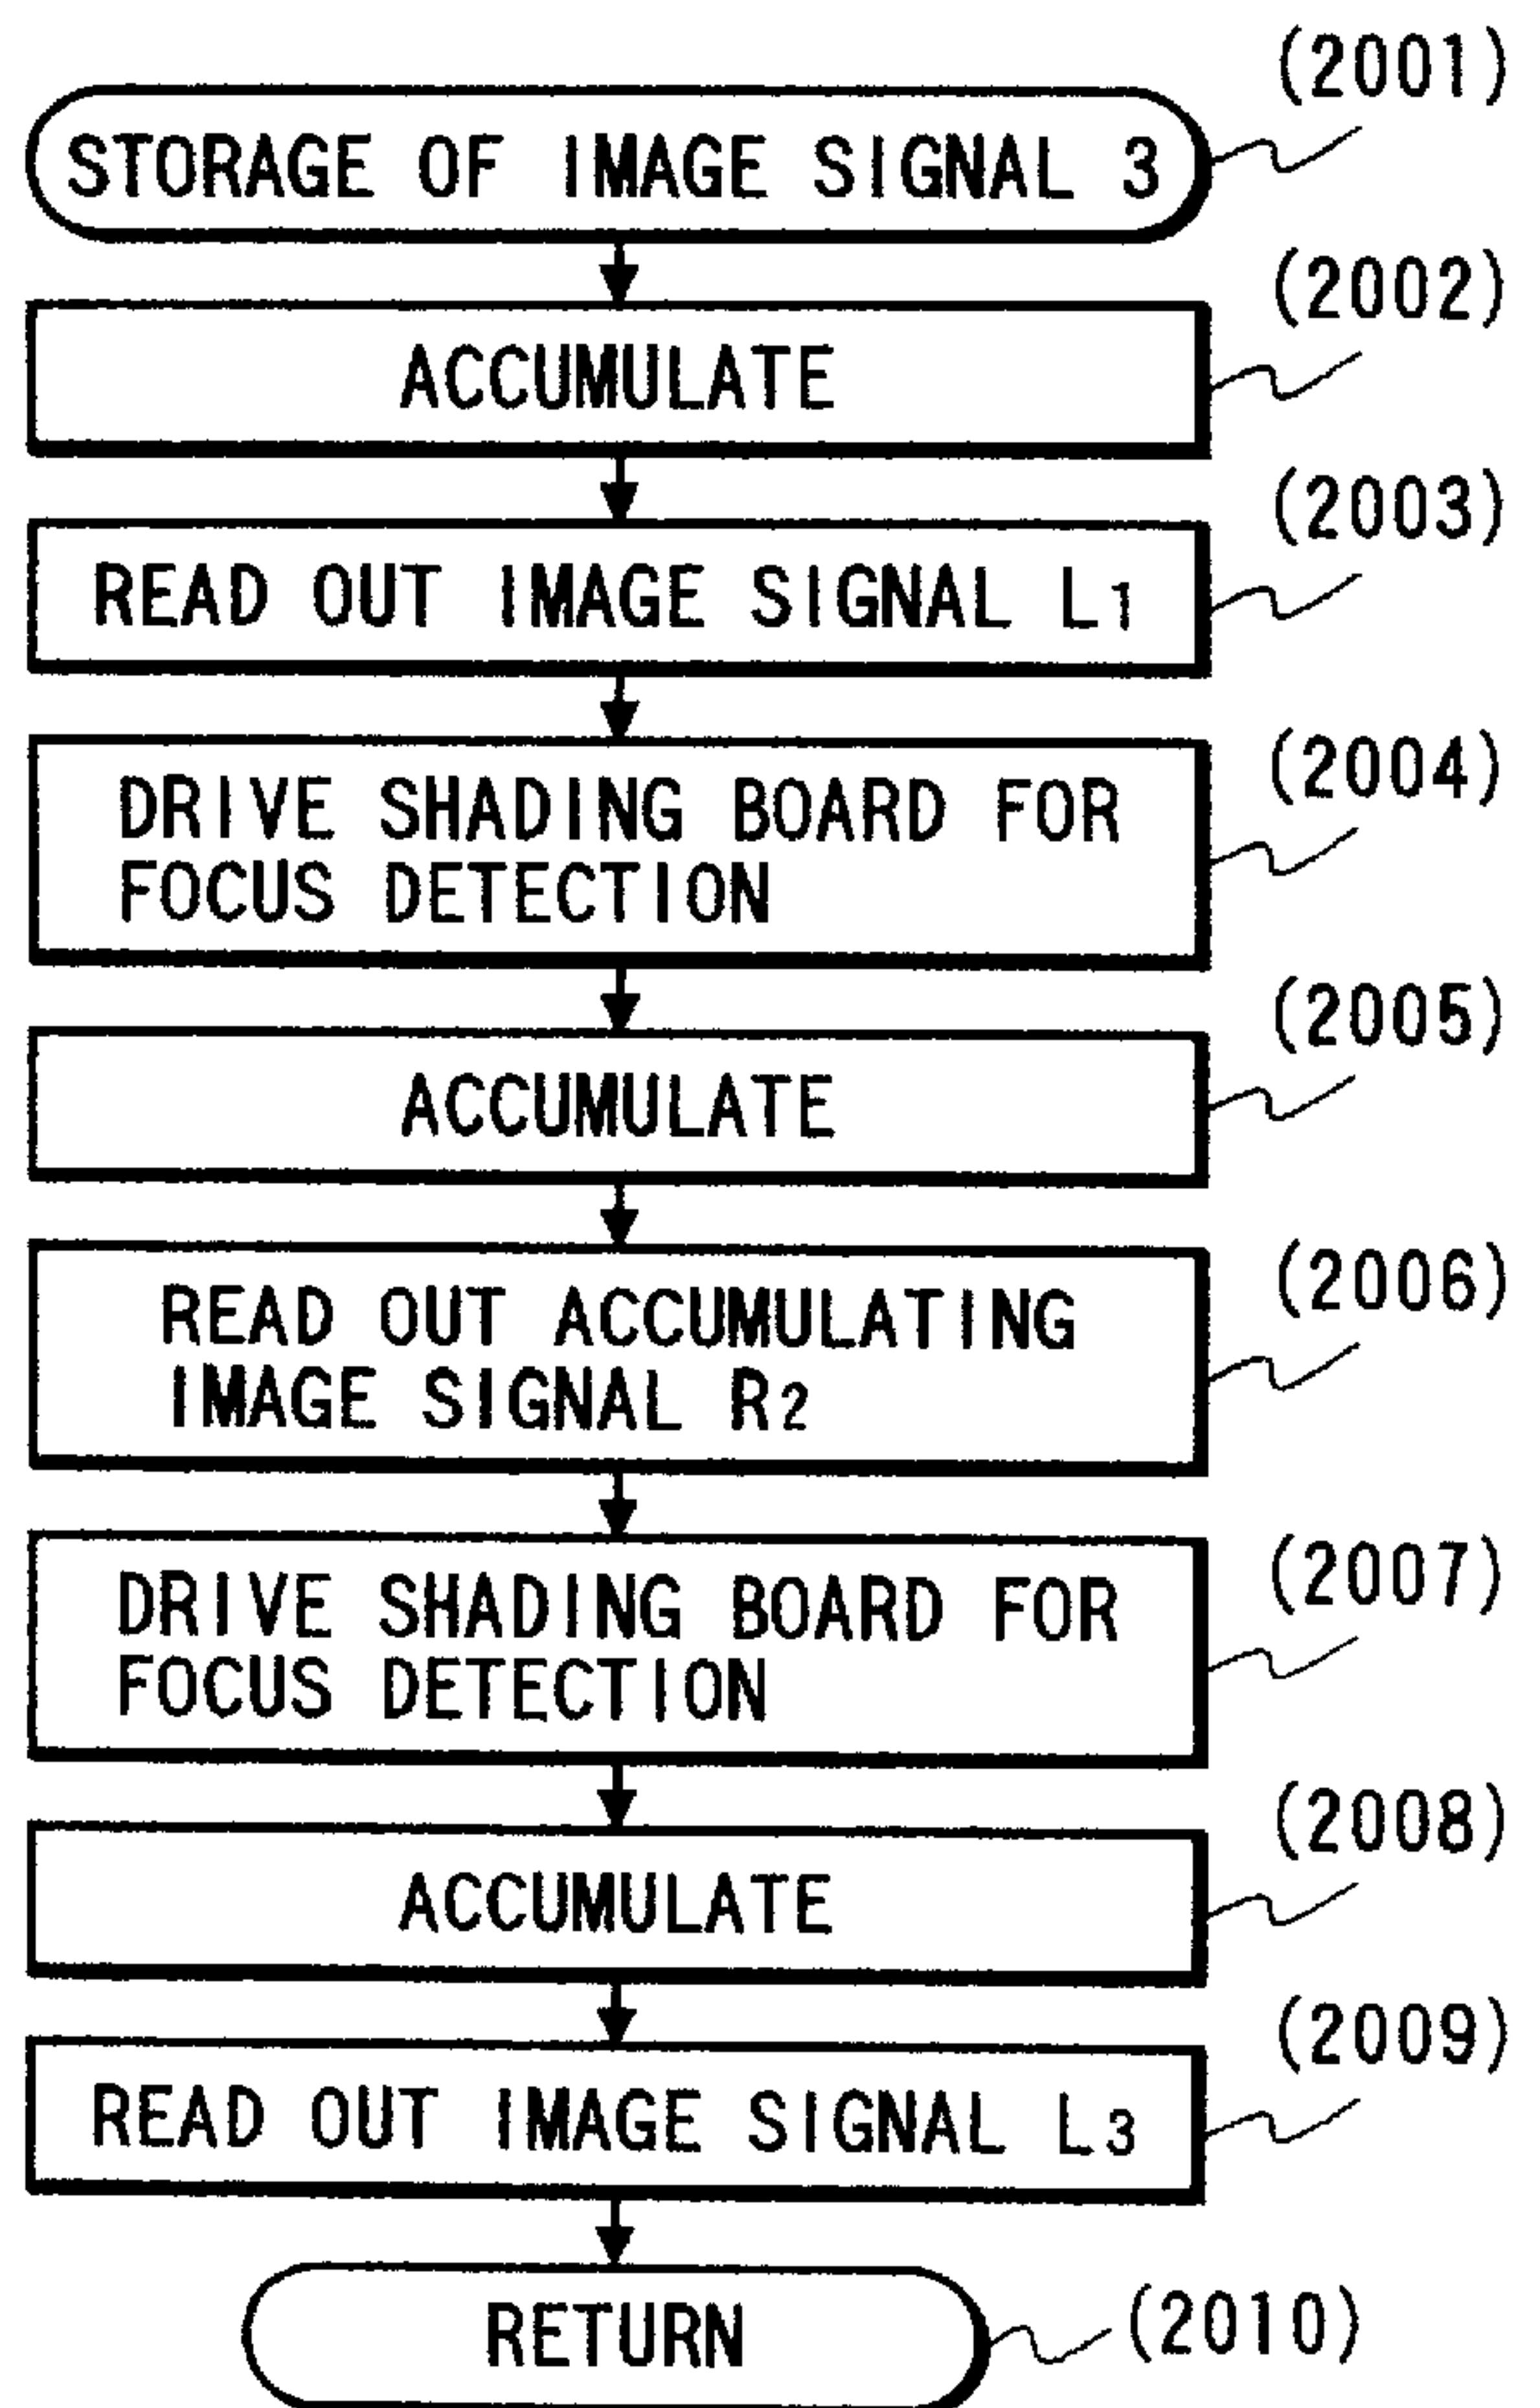 (2001)
STORAGE OF IMAGE SIGNAL 3
(2002)
ACCUMULATE
(2003)
READ OUT IMAGE SIGNAL L1
(2004)
DRIVE SHADING BOARD FOR
FOCUS DETECTION
(2005)
ACCUMULATE
(2006)
READ OUT ACCUMULATING
IMAGE SIGNAL R2
(2007)
DRIVE SHADING BOARD FOR
FOCUS DETECTION
(2008)
ACCUMULATE
(2009)
READ OUT IMAGE SIGNAL L3
RETURN
(2010)